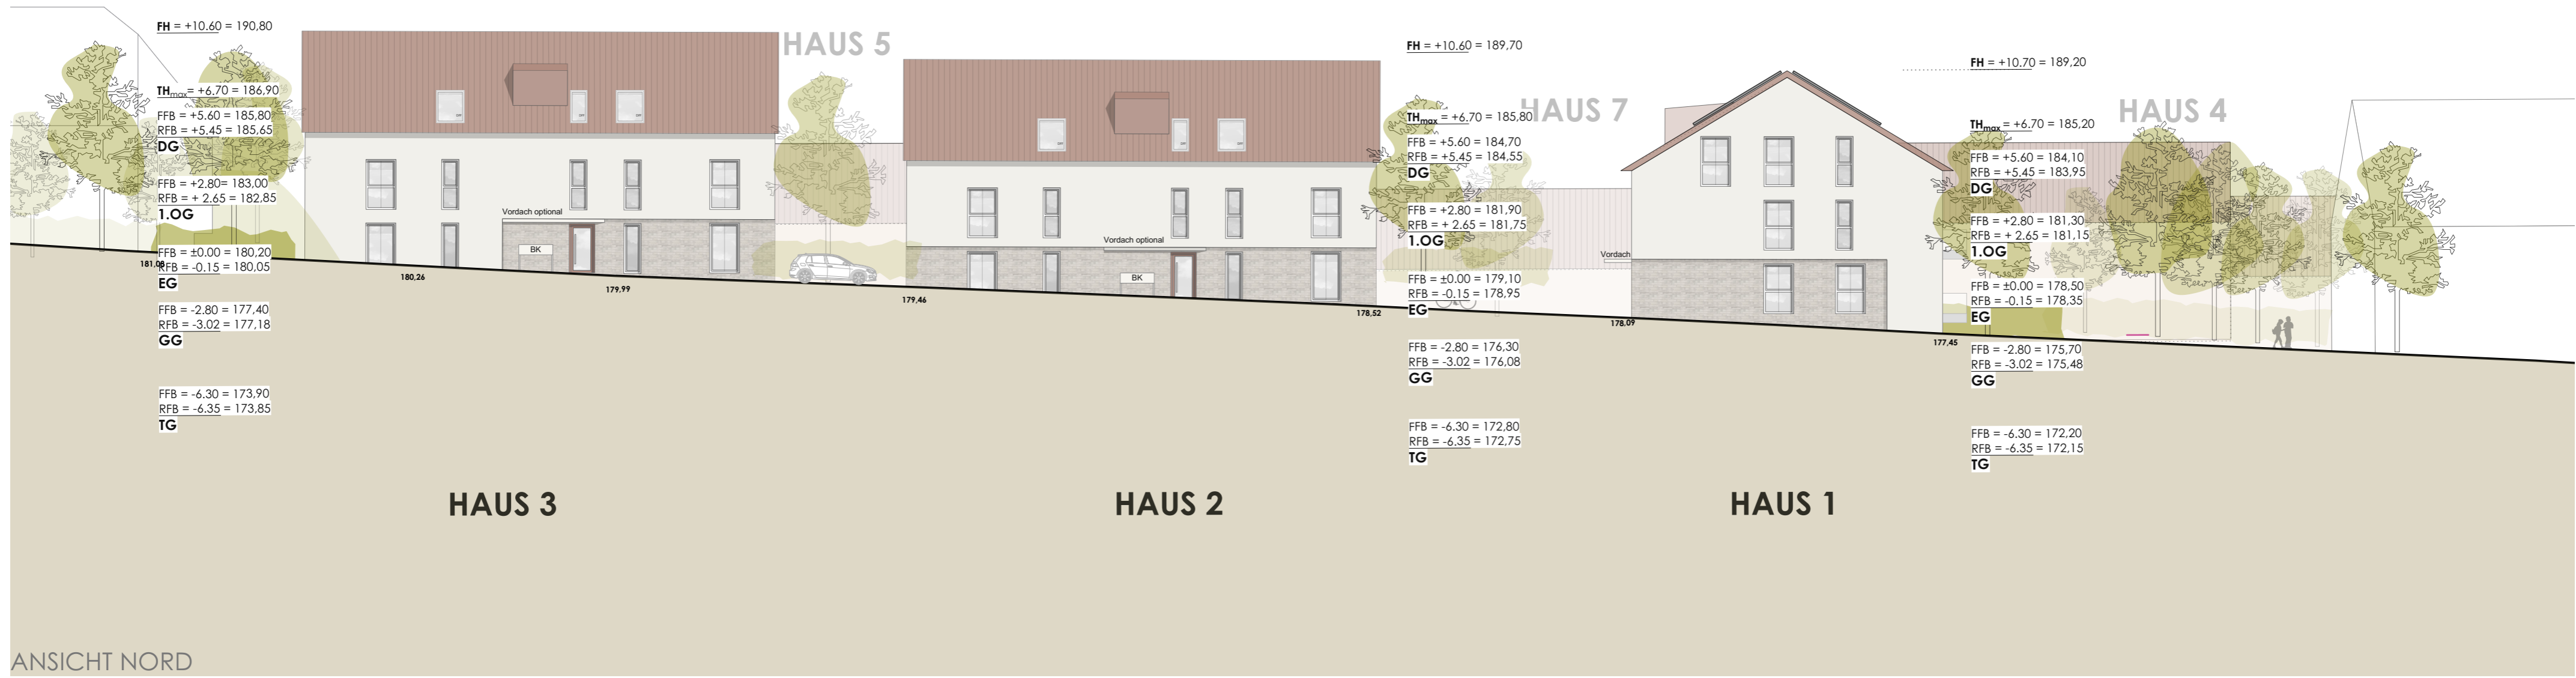 FH = +10.60 = 190,80
THmax = +6.70 = 186,90
FFB = +5.60 = 185,80
RFB = +5.45 = 185,65
DG
FFB = +2.80= 183,00
RFB = + 2.65 = 182,85
1.OG
FFB = ±0.00 = 180,20
RFB = -0.15 = 180,05
EG
FFB = -2.80 = 177,40
RFB = -3.02 = 177,18
GG
FFB = -6.30 = 173,90
RFB = -6.35 = 173,85
TG
180,26
Vordach optional
BK
179,99
HAUS 3
HAUS 5
179,46
Vordach optional
BK
178,52
HAUS 2
FH = +10.60 = 189,70
THmax = +6.70 = 185,80
FFB = +5.60 = 184,70
RFB = +5.45 = 184,55
DG
FFB = +2.80 = 181,90
RFB = + 2.65 = 181,75
1.OG
FFB = ±0.00 = 179,10
RFB = -0.15 = 178,95
EG
FFB = -2.80 = 176,30
RFB = -3.02 = 176,08
GG
FFB = -6.30 = 172,80
RFB = -6.35 = 172,75
TG
HAUS 7
Vordach
178,09
177,45
HAUS 1
FH = +10.70 = 189,20
THmax = +6.70 = 185,20
FFB = +5.60 = 184,10
RFB = +5.45 = 183,95
DG
FFB = +2.80 = 181,30
RFB = + 2.65 = 181,15
1.OG
FFB = ±0.00 = 178,50
RFB = -0.15 = 178,35
EG
FFB = -2.80 = 175,70
RFB = -3.02 = 175,48
GG
FFB = -6.30 = 172,20
RFB = -6.35 = 172,15
TG
HAUS 4
ANSICHT NORD